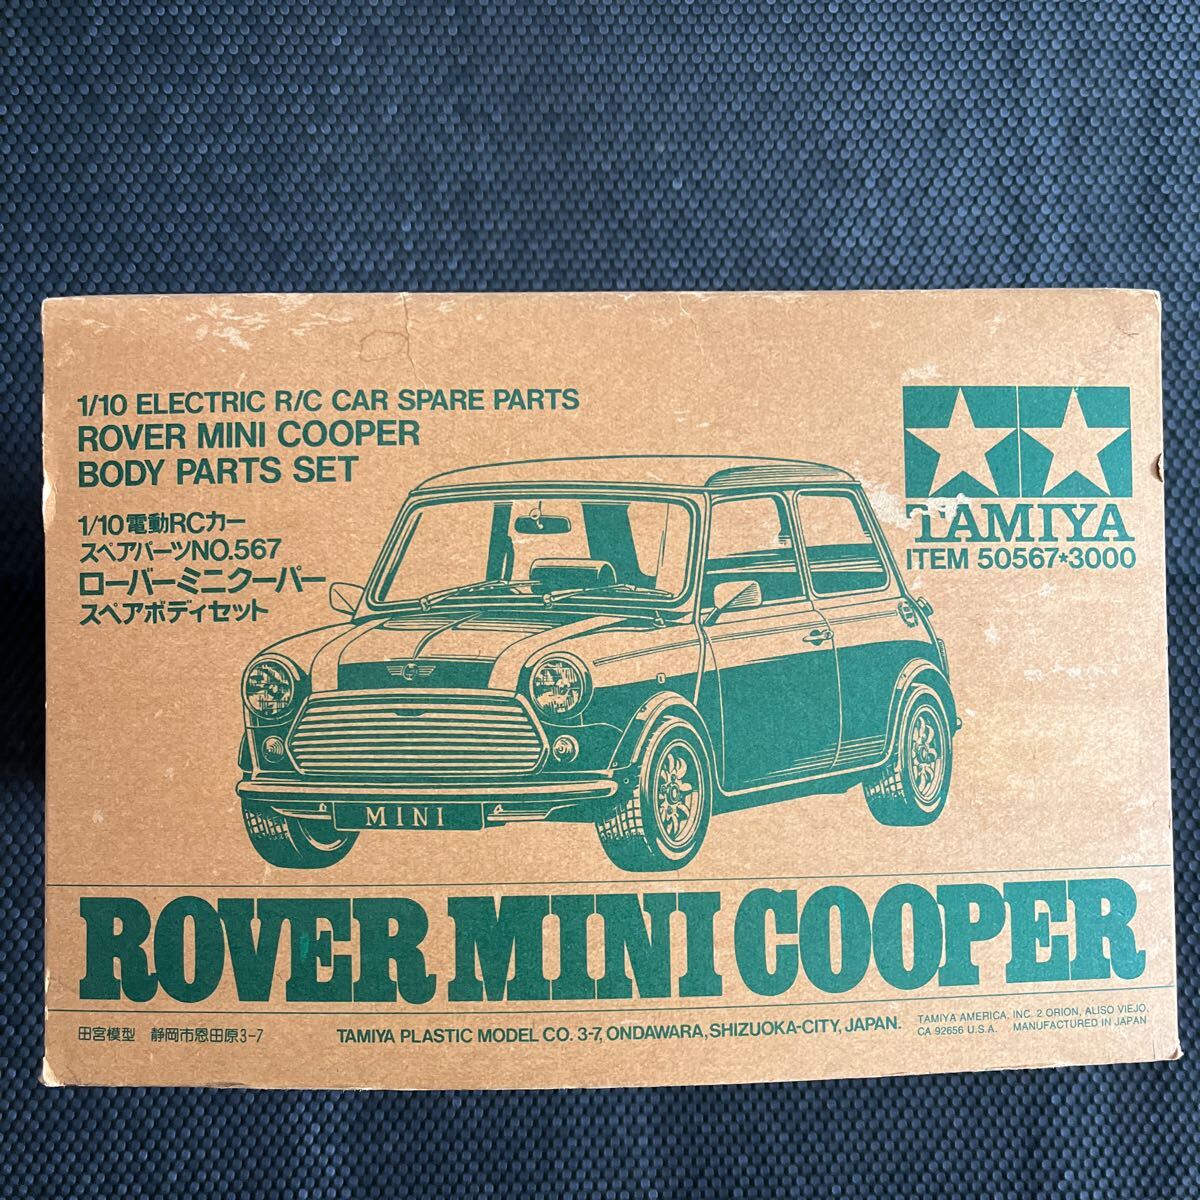 1/10 ELECTRIC R/C CAR SPARE PARTS
ROVER MINI COOPER
BODY PARTS SET
1/10電動RCカー
スペアパーツNO.567
ローバーミニクーパー
スペアボディセット
TAMIYA
ITEM 50567*3000
MINI
ROVER MINI COOPER
田宮模型 静岡市恩田原3-7
TAMIYA PLASTIC MODEL CO. 3-7, ONDAWARA, SHIZUOKA-CITY, JAPAN.
TAMIYA AMERICA, INC. 2 ORION, ALISO VIEJO,
CA 92656 U.S.A. MANUFACTURED IN JAPAN